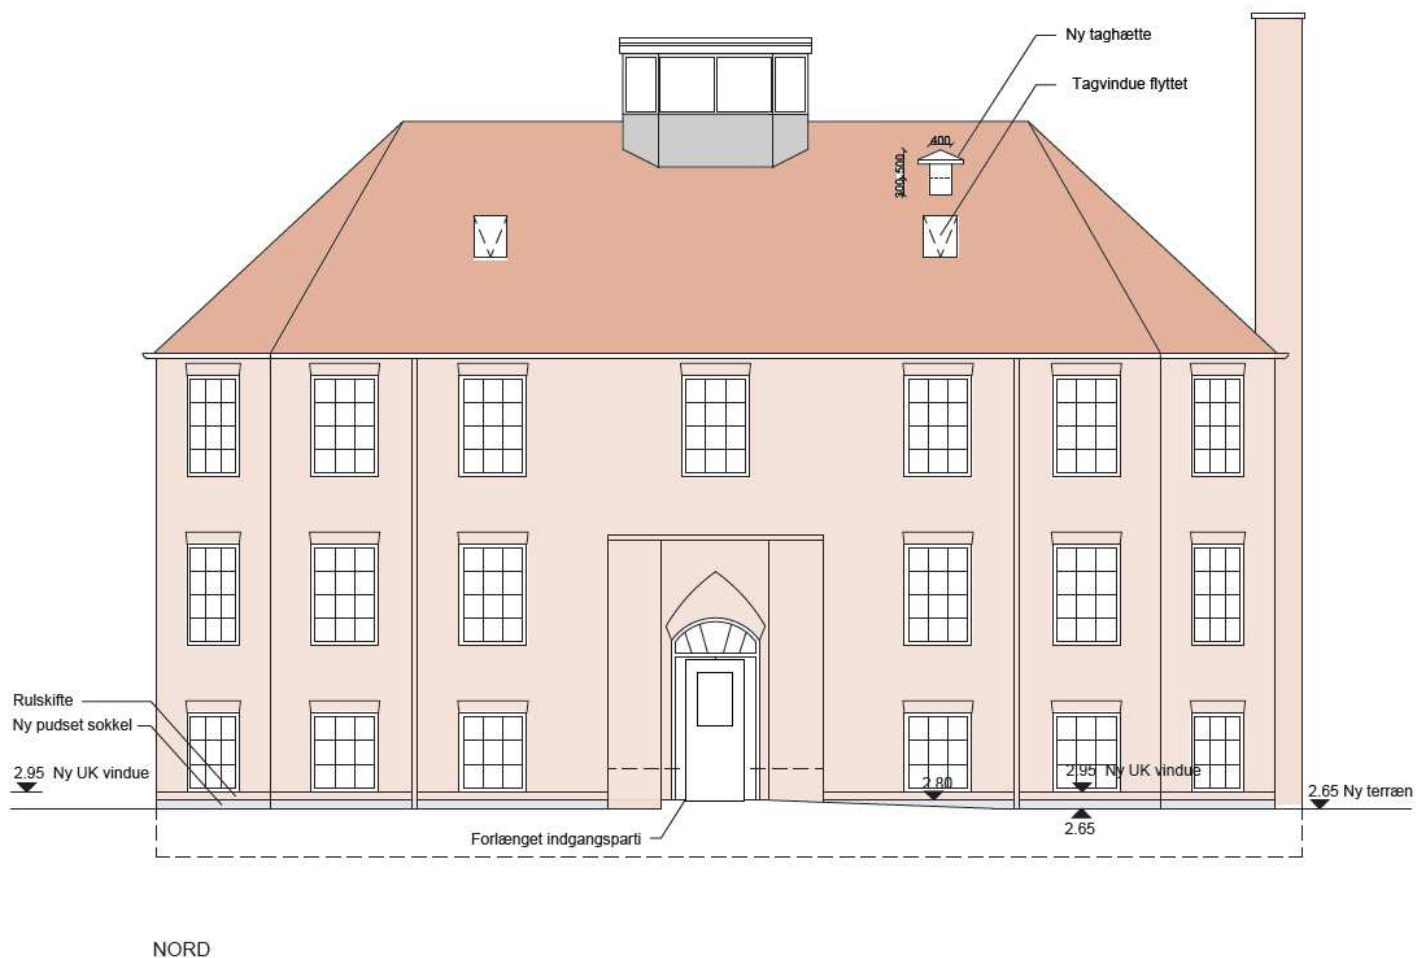 Ny taghætte
Tagvindue flyttet
400
500
300
Rulskifte
Ny pudset sokkel
2.95 Ny UK vindue
2.80
2.95 Ny UK vindue
2.65 Ny terræn
2.65
Forlænget indgangsparti
NORD